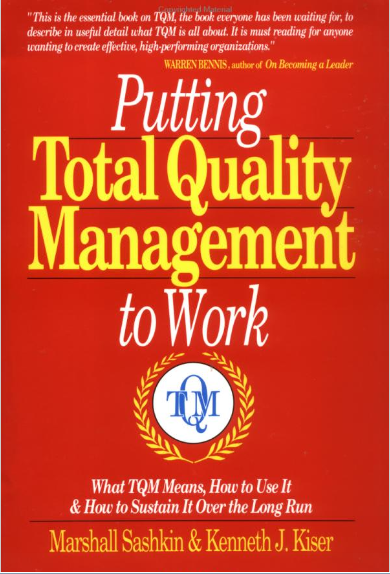 Copyrighted Material
"This is the essential book on TQM, the book everyone has been waiting for, to
describe in useful detail what TQM is all about. It is must reading for anyone
wanting to create effective, high-performing organizations."
WARREN BENNIS, author of On Becoming a Leader
Putting
Total Quality
Management
to Work
TQM
What TQM Means, How to Use It
& How to Sustain It Over the Long Run
Marshall Sashkin & Kenneth J. Kiser